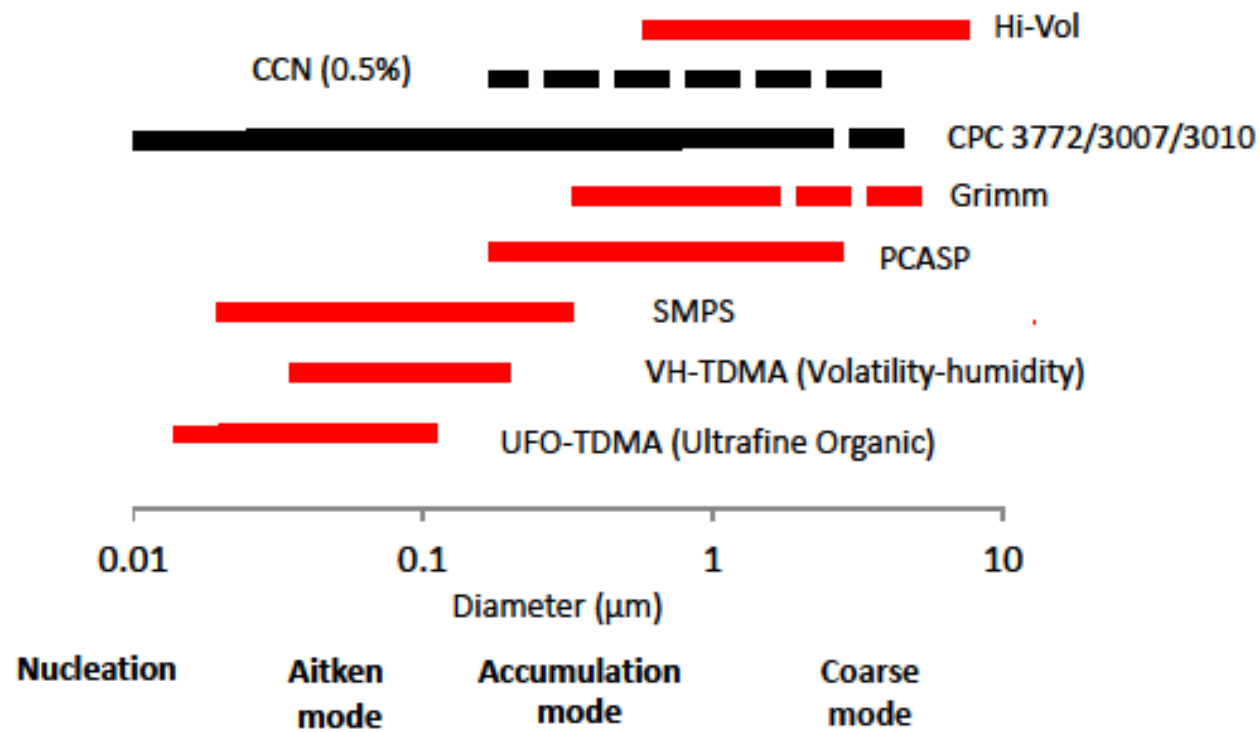 Hi-Vol
CCN (0.5%)
CPC 3772/3007/3010
Grimm
PCASP
SMPS
VH-TDMA (Volatility-humidity)
UFO-TDMA (Ultrafine Organic)
0.01 0.1 1 10
Diameter (µm)
Nucleation Aitken Accumulation Coarse
mode mode mode